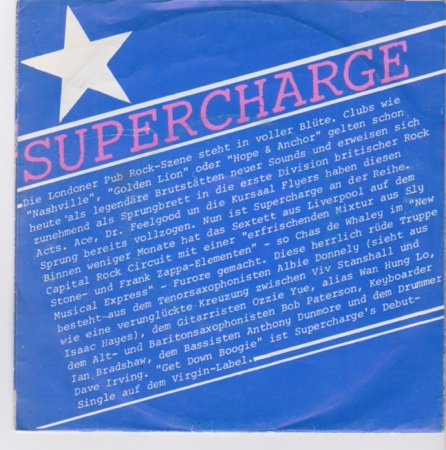 SUPERCHARGE
Die Londoner Pub Rock-Szene steht in voller Blüte. Clubs wie
"Nashville", "Golden Lion" oder "Hope & Anchor" gelten schon
heute als legendäre Brutstätten neuer Sounds und erweisen sich
zunehmend als Sprungbrett in die erste Division britischer Rock
Acts. Ace, Dr. Feelgood un die Kursaal Flyers haben diesen
Sprung bereits vollzogen. Nun ist Supercharge an der Reihe.
Binnen weniger Monate hat das Sextett aus Liverpool auf dem
Capital Rock Circuit mit einer "erfrischenden Mixtur aus Sly
Stone- und Frank Zappa-Elementen" - so Chas de Whaley im "New
Musical Express" - Furore gemacht. Diese herrlich rüde Truppe
besteht aus dem Tenorsaxophonisten Albie Donnely (sieht aus
wie eine verunglückte Kreuzung zwischen Viv Stanshall und
Isaac Hayes), dem Gitarristen Ozzie Yue, alias Wan Hung Lo,
dem Alt- und Baritonsaxophonisten Bob Paterson, Keyboarder
Ian Bradshaw, dem Bassisten Anthony Dunmore und dem Drummer
Dave Irving. "Get Down Boogie" ist Supercharge's Debut-
Single auf dem Virgin-Label.